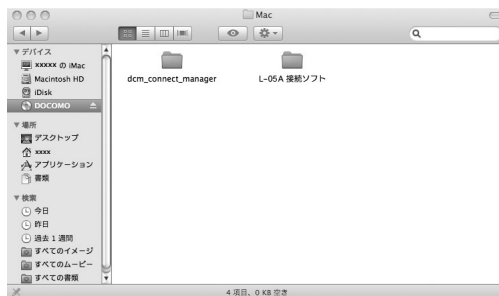 Mac
▼デバイス
xxxxx の iMac
Macintosh HD
iDisk
DOCOMO
▼場所
デスクトップ
xxxx
アプリケーション
書類
▼検索
今日
昨日
過去 1 週間
すべてのイメージ
すべてのムービー
すべての書類
dcm_connect_manager
L-05A 接続ソフト
4 項目、0 KB 空き